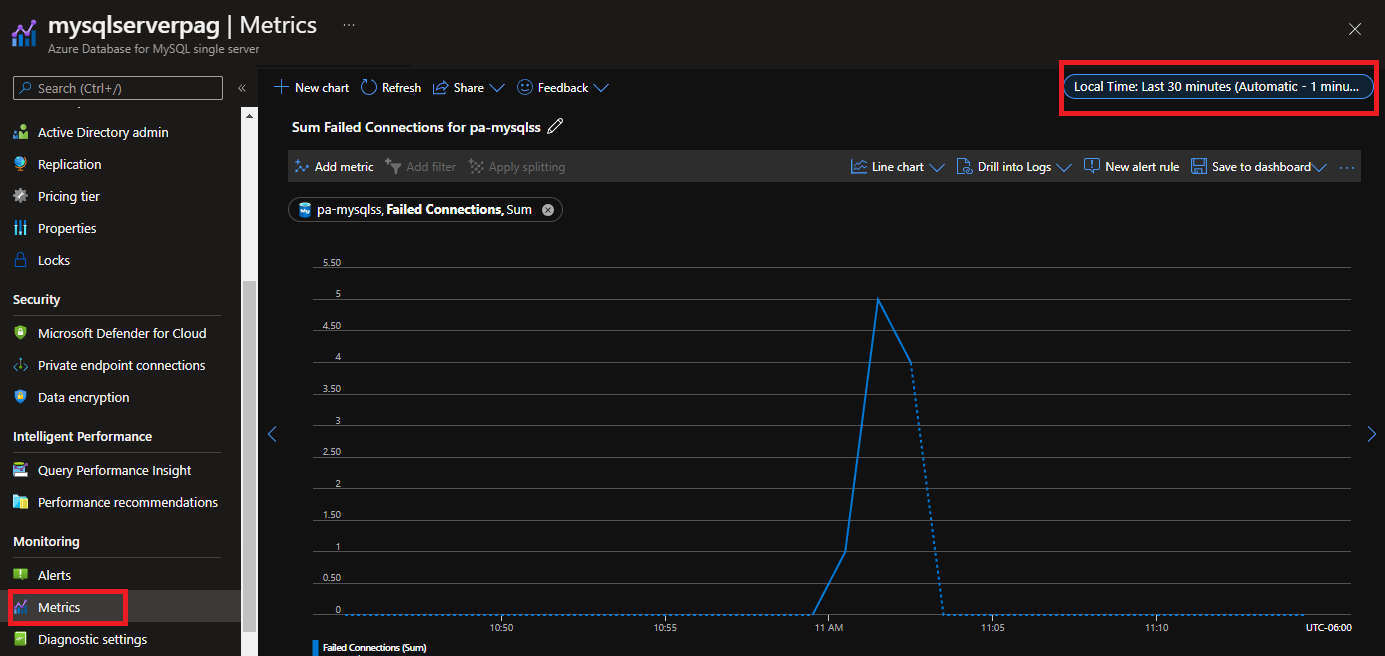 mysqlserverpag | Metrics ...
Azure Database for MySQL single server
Search (Ctrl+/)
«
Active Directory admin
Replication
Pricing tier
Properties
Locks
Security
Microsoft Defender for Cloud
Private endpoint connections
Data encryption
Intelligent Performance
Query Performance Insight
Performance recommendations
Monitoring
Alerts
Metrics
Diagnostic settings
New chart Refresh Share Feedback
Local Time: Last 30 minutes (Automatic - 1 minu...
Sum Failed Connections for pa-mysqlss
Add metric Add filter Apply splitting Line chart Drill into Logs New alert rule Save to dashboard ...
My pa-mysqlss, Failed Connections, Sum
5.50
5
4.50
4
3.50
3
2.50
2
1.50
1
0.50
0
10:50 10:55 11 AM 11:05 11:10 UTC-06:00
Failed Connections (Sum)